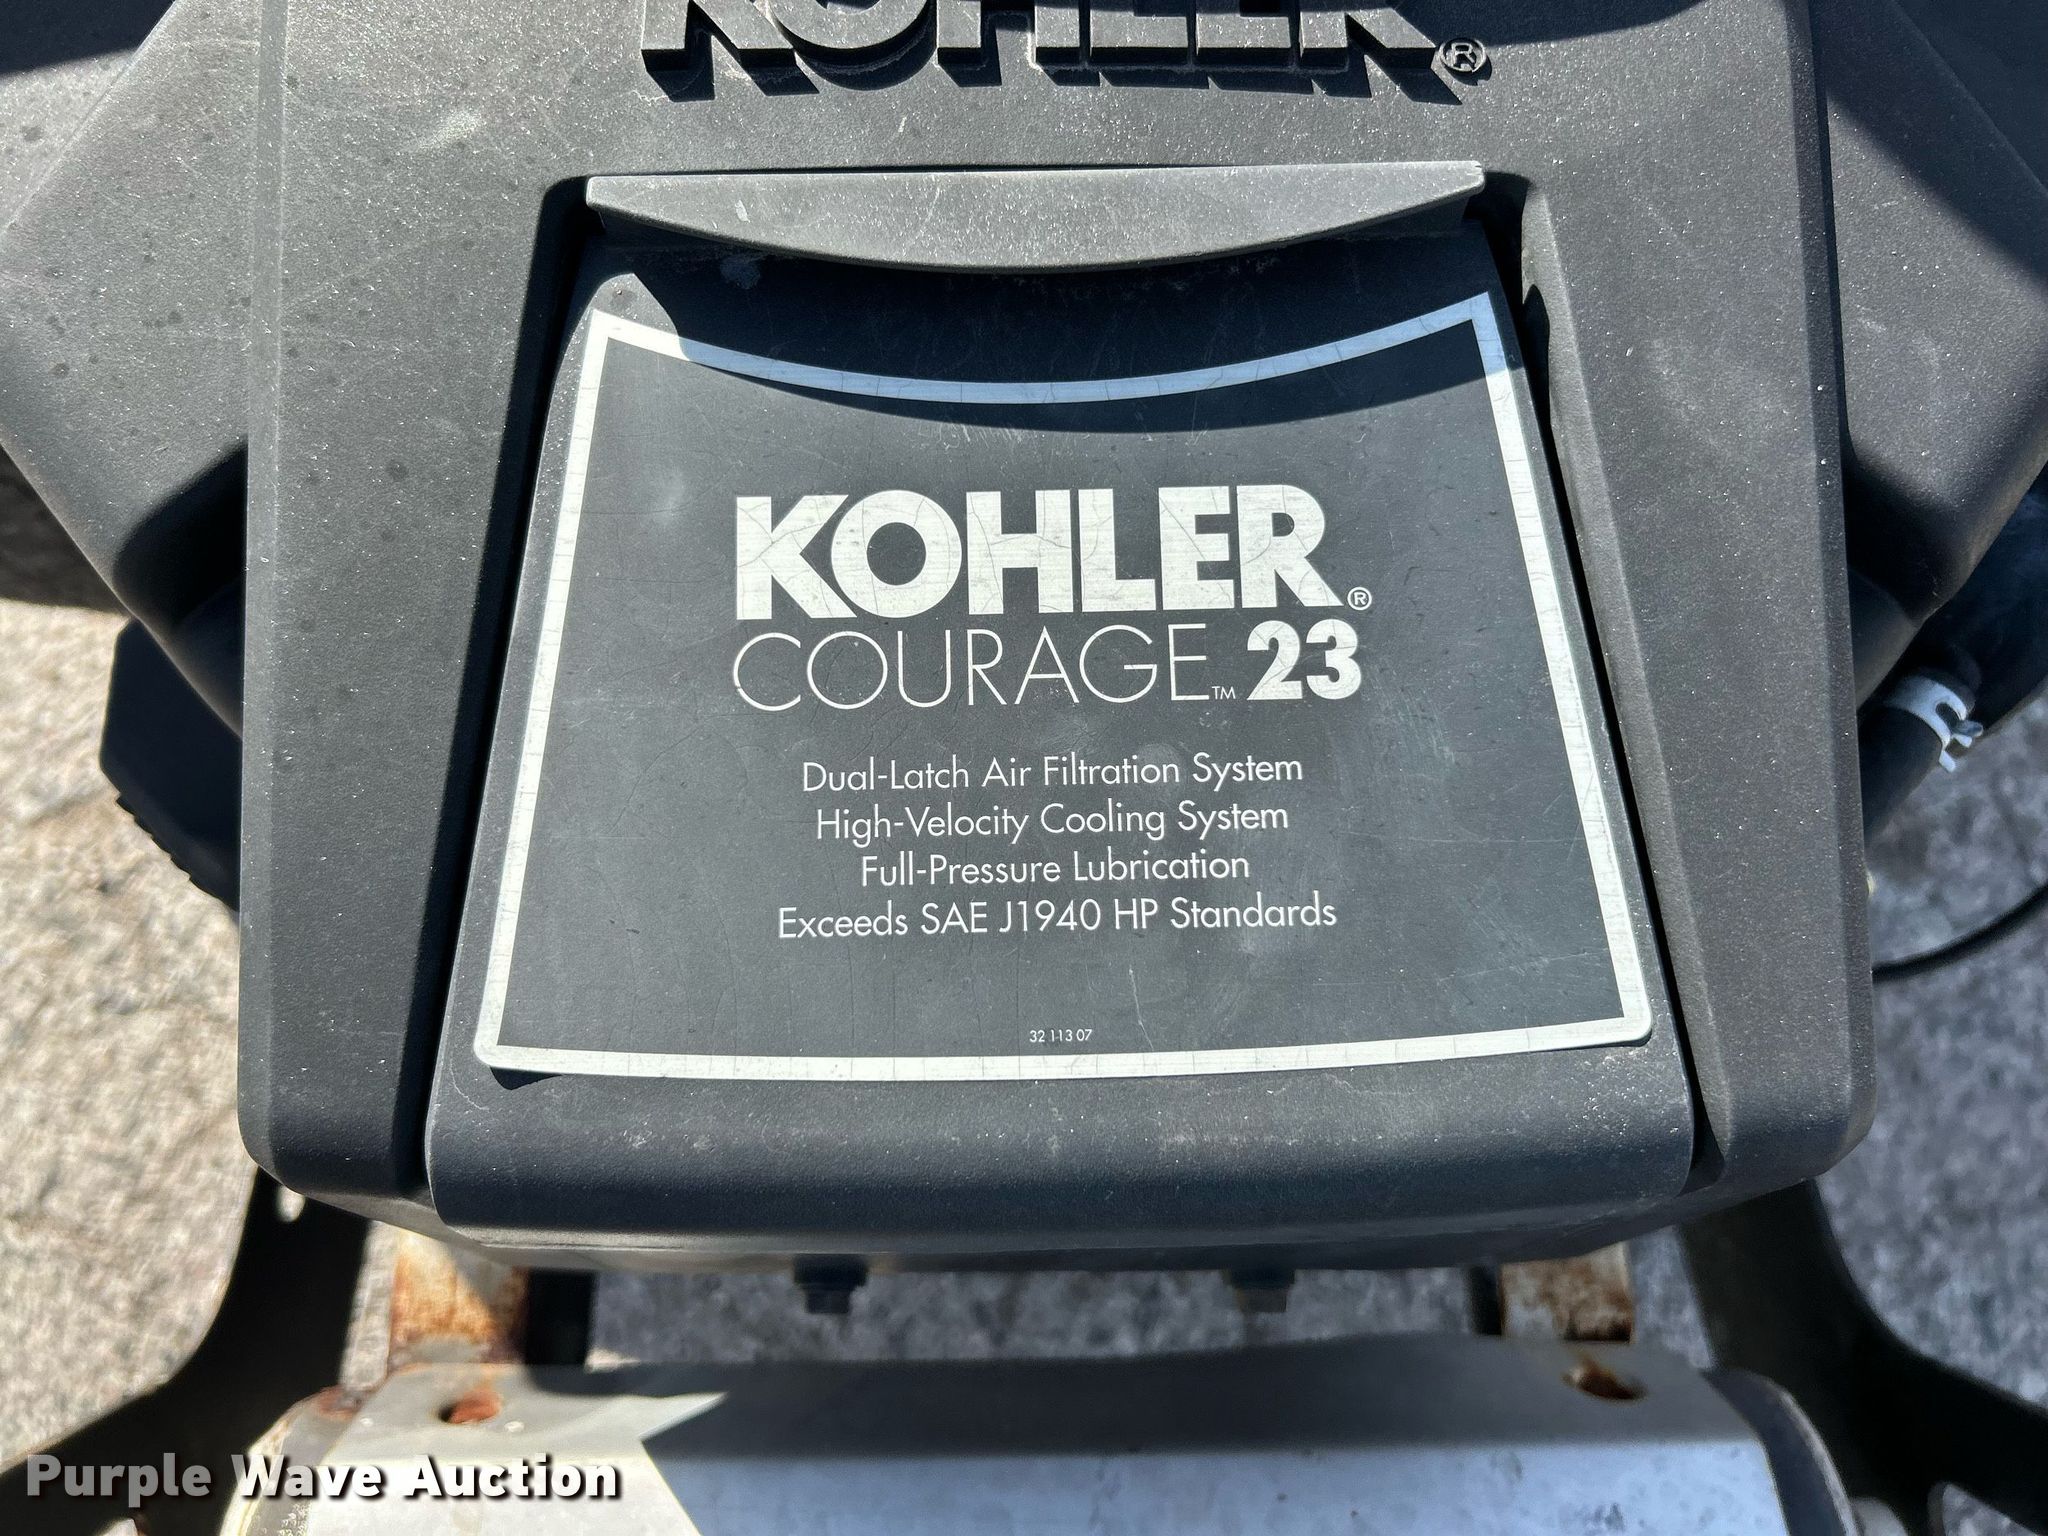 KOHLER®
KOHLER®
COURAGE™ 23
Dual-Latch Air Filtration System
High-Velocity Cooling System
Full-Pressure Lubrication
Exceeds SAE J1940 HP Standards
32 113 07
Purple Wave Auction